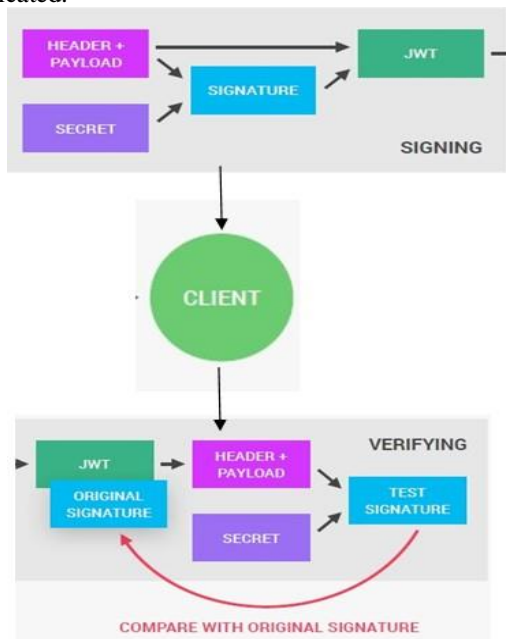 HEADER +
PAYLOAD
JWT
SIGNATURE
SECRET
SIGNING
CLIENT
VERIFYING
JWT
ORIGINAL
SIGNATURE
HEADER +
PAYLOAD
TEST
SIGNATURE
SECRET
COMPARE WITH ORIGINAL SIGNATURE